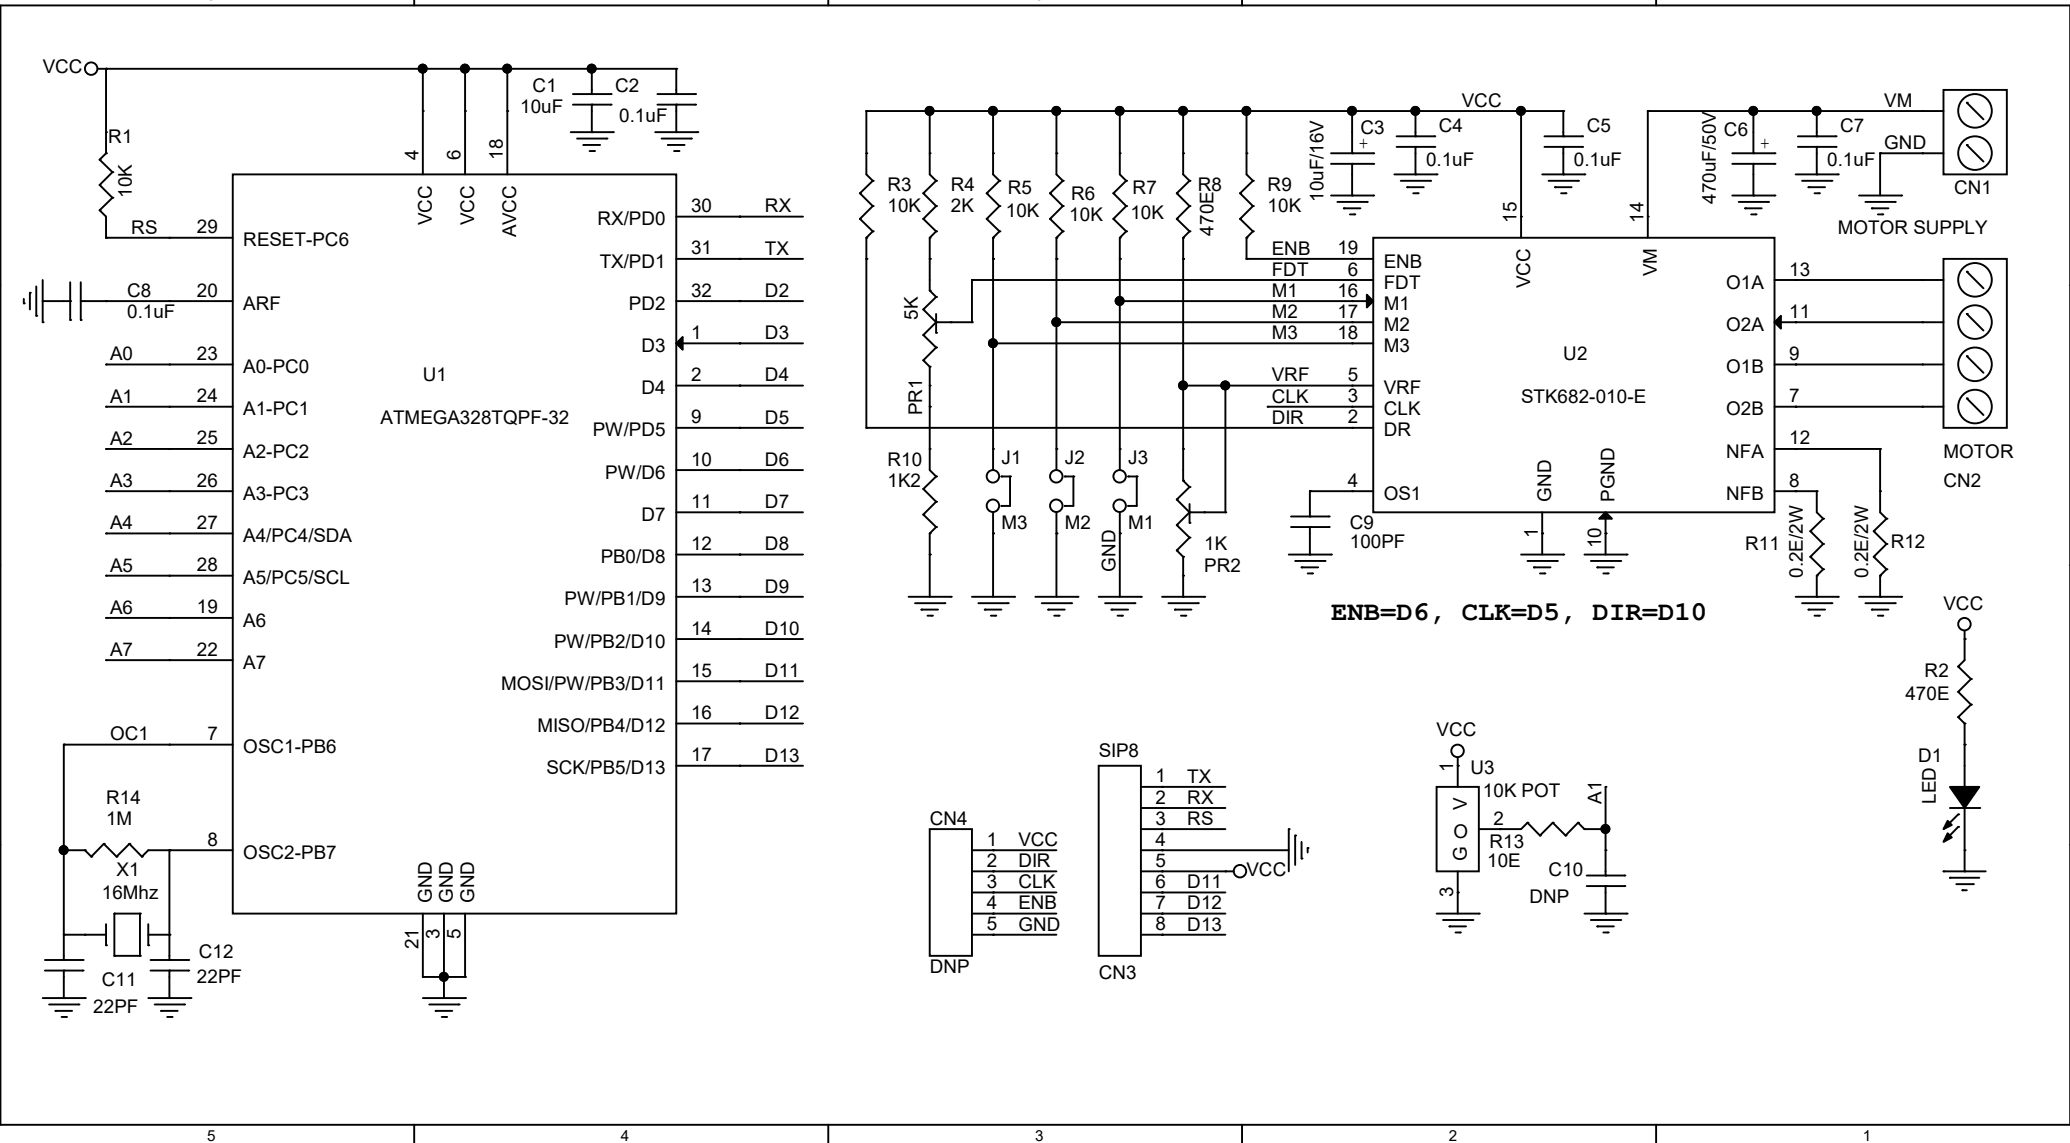 VCC
R1
10K
RS 29
RESET-PC6
C8
0.1uF
20
ARF
A0 23
A0-PC0
A1 24
A1-PC1
A2 25
A2-PC2
A3 26
A3-PC3
A4 27
A4/PC4/SDA
A5 28
A5/PC5/SCL
A6 19
A6
A7 22
A7
OC1 7
OSC1-PB6
R14
1M
8
OSC2-PB7
X1
16Mhz
C11
22PF
C12
22PF
4
6
18
VCC
VCC
AVCC
C1
10uF
C2
0.1uF
U1
ATMEGA328TQPF-32
RX/PD0 30 RX
TX/PD1 31 TX
PD2 32 D2
D3 1 D3
D4 2 D4
PW/PD5 9 D5
PW/D6 10 D6
D7 11 D7
PB0/D8 12 D8
PW/PB1/D9 13 D9
PW/PB2/D10 14 D10
MOSI/PW/PB3/D11 15 D11
MISO/PB4/D12 16 D12
SCK/PB5/D13 17 D13
GND
GND
GND
21
3
5
R3
10K
R4
2K
R5
10K
R6
10K
R7
10K
R8
470E
R9
10K
10uF/16V
C3
+
C4
0.1uF
VCC
C5
0.1uF
470uF/50V
C6
+
C7
0.1uF
VM
GND
CN1
MOTOR SUPPLY
15
14
VCC
VM
ENB 19 ENB
FDT 6 FDT
M1 16 M1
M2 17 M2
M3 18 M3
VRF 5 VRF
CLK 3 CLK
DIR 2 DR
4 OS1
U2
STK682-010-E
O1A 13
O2A 11
O1B 9
O2B 7
NFA 12
NFB 8
MOTOR
CN2
GND
PGND
1
10
5K
PR1
R10
1K2
J1
M3
J2
M2
J3
M1
GND
1K
PR2
C9
100PF
R11
0.2E/2W
0.2E/2W
R12
ENB=D6, CLK=D5, DIR=D10
VCC
R2
470E
D1
LED
CN4
1 VCC
2 DIR
3 CLK
4 ENB
5 GND
DNP
SIP8
1 TX
2 RX
3 RS
4
5 VCC
6 D11
7 D12
8 D13
CN3
VCC
1
U3
10K POT
V
O
G
2
R13
10E
3
A1
C10
DNP
5 4 3 2 1